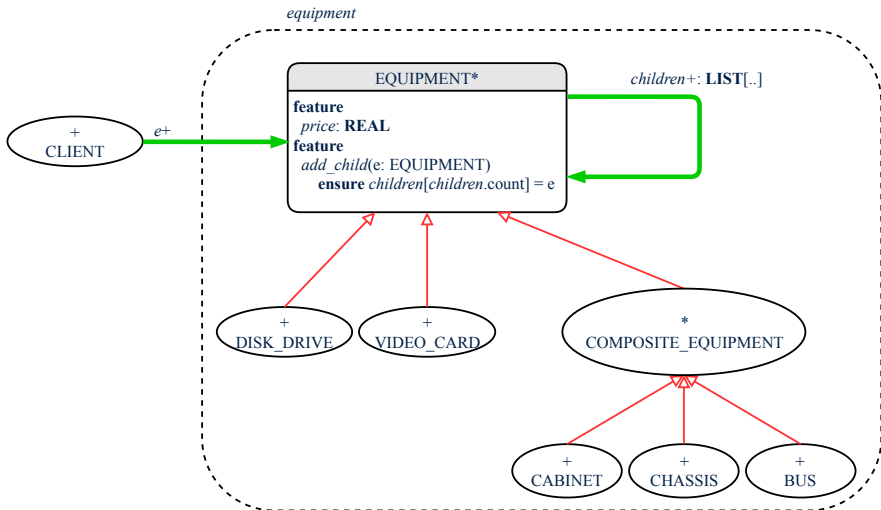 equipment
EQUIPMENT*
children+: LIST[..]
feature
price: REAL
feature
add_child(e: EQUIPMENT)
ensure children[children.count] = e
+
CLIENT
e+
+
DISK_DRIVE
+
VIDEO_CARD
*
COMPOSITE_EQUIPMENT
+
CABINET
+
CHASSIS
+
BUS